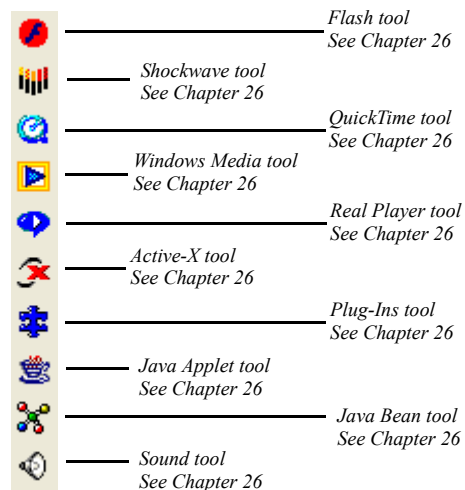 Flash tool
See Chapter 26
Shockwave tool
See Chapter 26
QuickTime tool
See Chapter 26
Windows Media tool
See Chapter 26
Real Player tool
See Chapter 26
Active-X tool
See Chapter 26
Plug-Ins tool
See Chapter 26
Java Applet tool
See Chapter 26
Java Bean tool
See Chapter 26
Sound tool
See Chapter 26